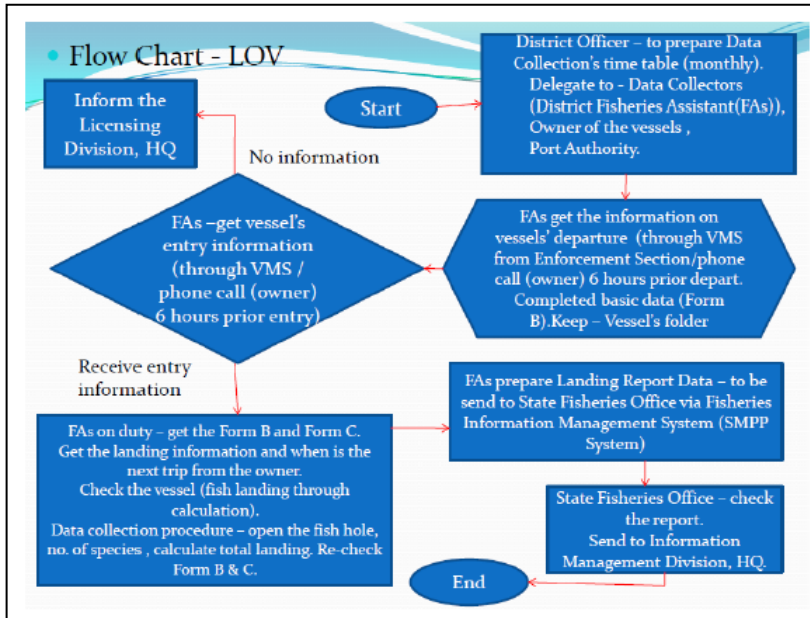 Flow Chart - LOV
Start
District Officer – to prepare Data
Collection's time table (monthly).
Delegate to - Data Collectors
(District Fisheries Assistant(FAs)),
Owner of the vessels ,
Port Authority.
FAs get the information on
vessels' departure (through VMS
from Enforcement Section/phone
call (owner) 6 hours prior depart.
Completed basic data (Form
B).Keep – Vessel's folder
FAs –get vessel's
entry information
(through VMS /
phone call (owner)
6 hours prior entry)
No information
Inform the
Licensing
Division, HQ
Receive entry
information
FAs on duty – get the Form B and Form C.
Get the landing information and when is the
next trip from the owner.
Check the vessel (fish landing through
calculation).
Data collection procedure – open the fish hole,
no. of species , calculate total landing. Re-check
Form B & C.
FAs prepare Landing Report Data – to be
send to State Fisheries Office via Fisheries
Information Management System (SMPP
System)
State Fisheries Office – check
the report.
Send to Information
Management Division, HQ.
End